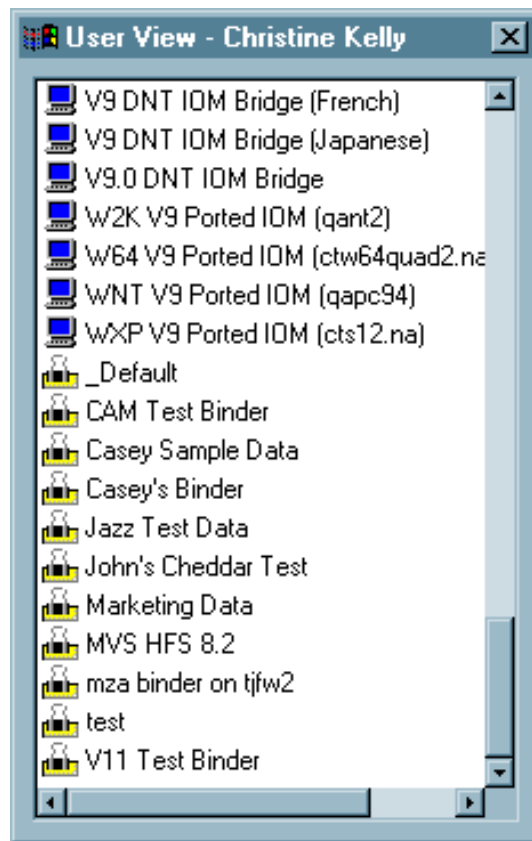 User View - Christine Kelly
V9 DNT IOM Bridge (French)
V9 DNT IOM Bridge (Japanese)
V9.0 DNT IOM Bridge
W2K V9 Ported IOM (qant2)
W64 V9 Ported IOM (ctw64quad2.na
WNT V9 Ported IOM (qapc94)
WXP V9 Ported IOM (cts12.na)
_Default
CAM Test Binder
Casey Sample Data
Casey's Binder
Jazz Test Data
John's Cheddar Test
Marketing Data
MVS HFS 8.2
mza binder on tjfw2
test
V11 Test Binder